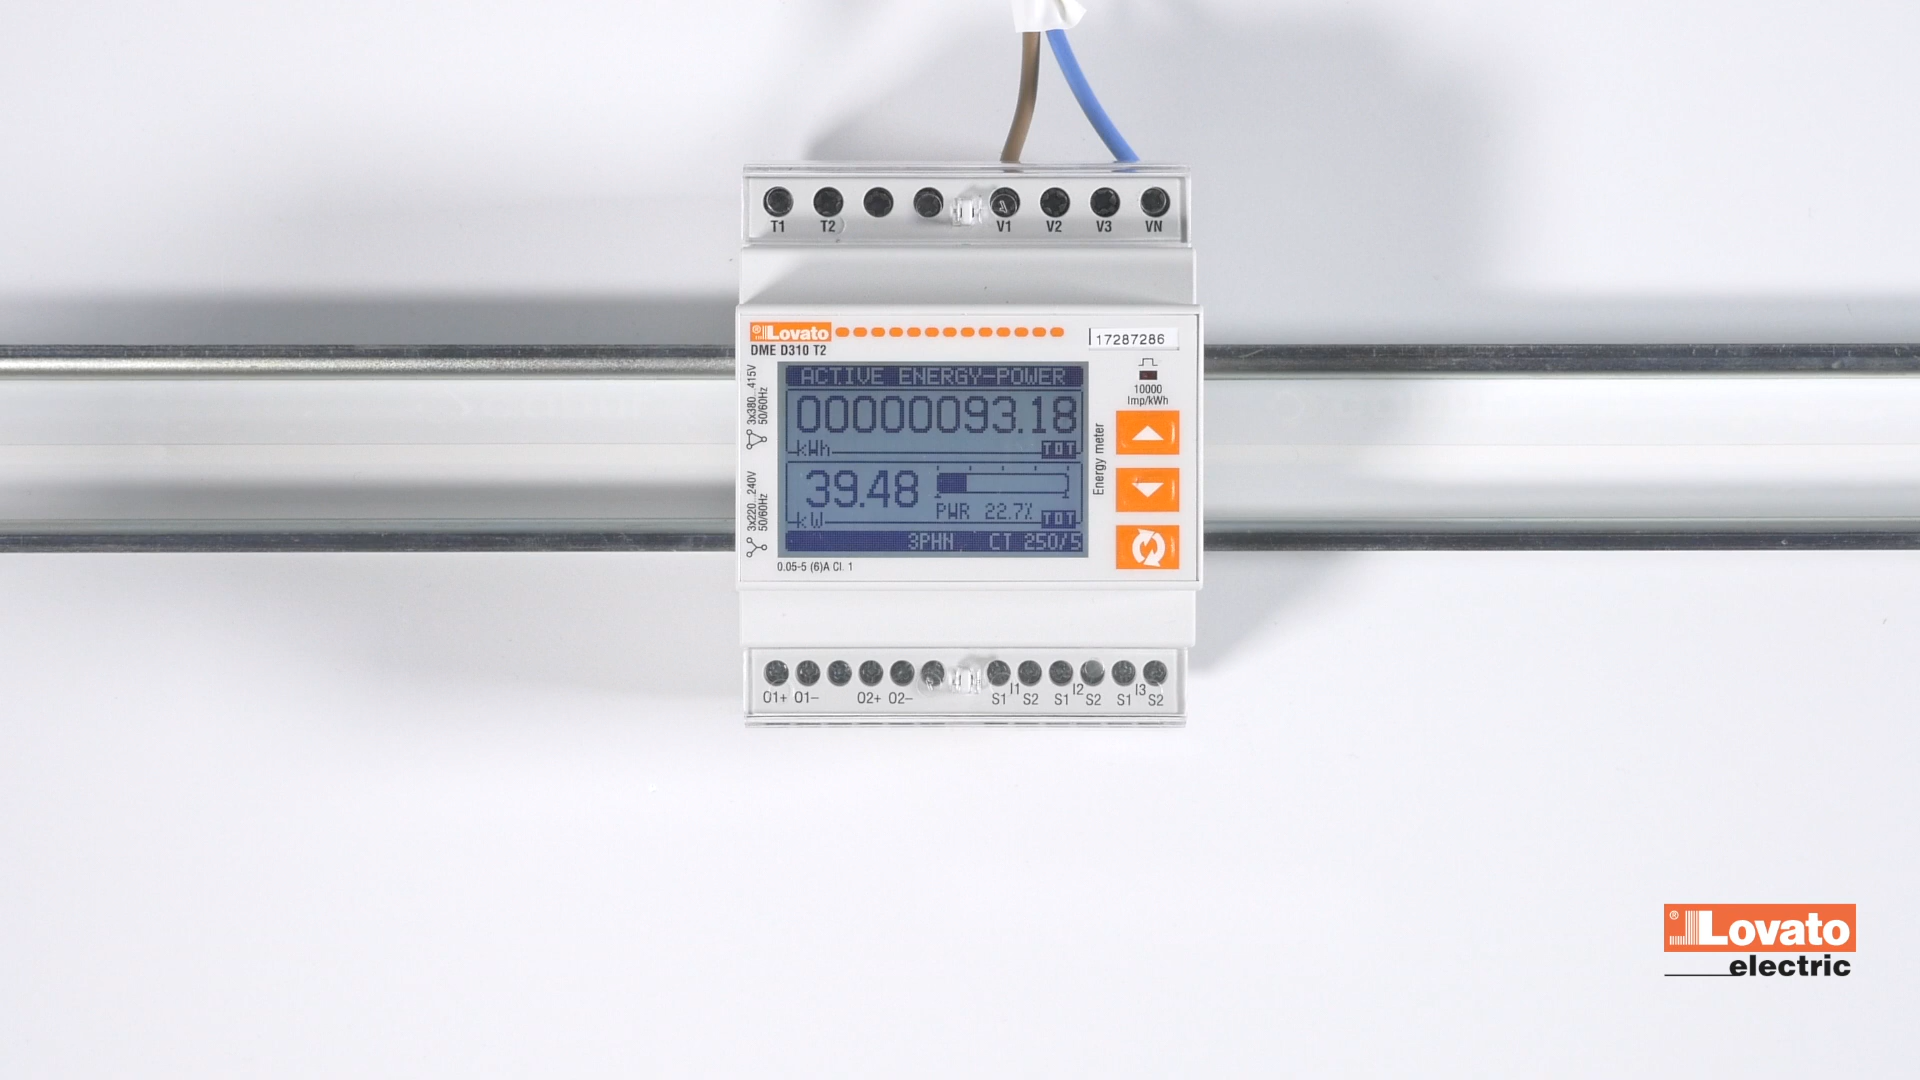 T1 T2 V1 V2 V3 VN
Lovato
DME D310 T2
17287286
3x380...415V
50/60Hz
3x220...240V
50/60Hz
ACTIVE ENERGY-POWER
00000093.18
kWh TOT
39.48
PWR 22.7%
kW TOT
3PHN CT 250/5
10000
Imp/kWh
Energy meter
0.05-5 (6)A Cl. 1
O1+ O1- O2+ O2- S1 I1 S2 S1 I2 S2 S1 I3 S2
® Lovato
electric